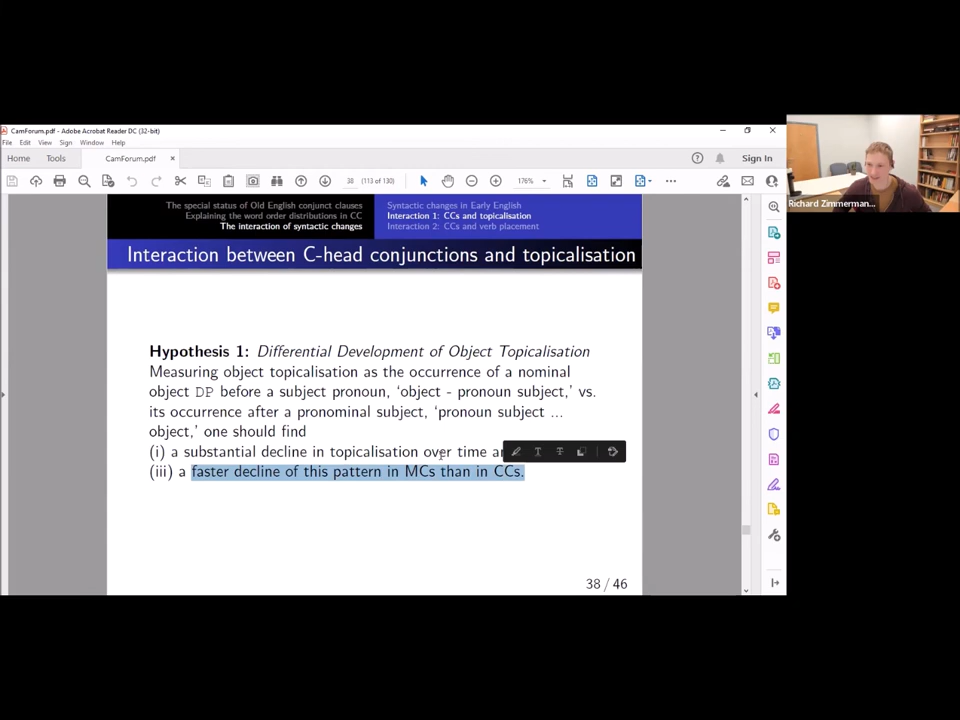 CamForum.pdf - Adobe Acrobat Reader DC (32-bit)
File Edit View Sign Window Help
Home Tools CamForum.pdf × Sign In
38 (113 of 130) 176%
The special status of Old English conjunct clauses
Explaining the word order distributions in CC
The interaction of syntactic changes
Syntactic changes in Early English
Interaction 1: CCs and topicalisation
Interaction 2: CCs and verb placement
Interaction between C-head conjunctions and topicalisation
Hypothesis 1: Differential Development of Object Topicalisation
Measuring object topicalisation as the occurrence of a nominal
object DP before a subject pronoun, ‘object - pronoun subject,’ vs.
its occurrence after a pronominal subject, ‘pronoun subject ...
object,’ one should find
(i) a substantial decline in topicalisation over time
(iii) a faster decline of this pattern in MCs than in CCs.
38 / 46
Richard Zimmerman...